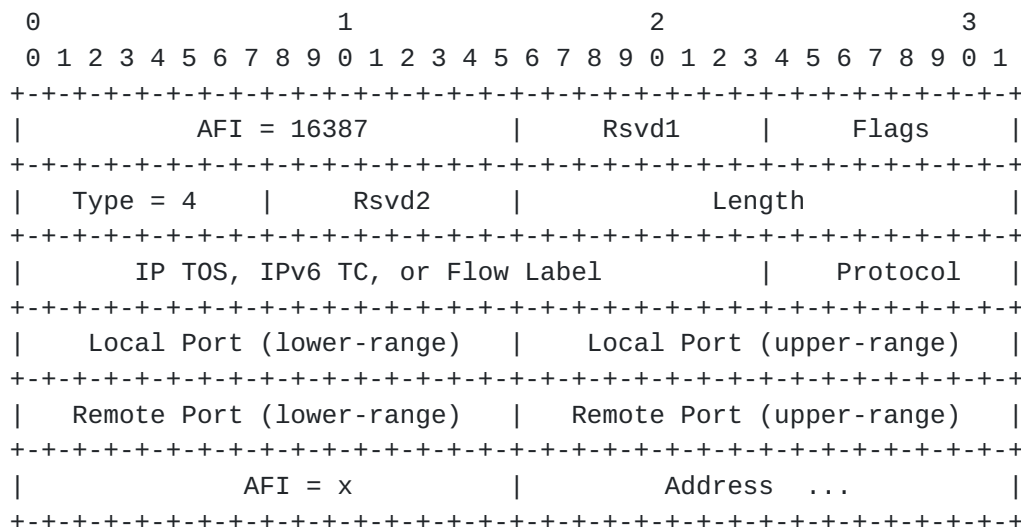 0                   1                   2                   3
 0 1 2 3 4 5 6 7 8 9 0 1 2 3 4 5 6 7 8 9 0 1 2 3 4 5 6 7 8 9 0 1
+-+-+-+-+-+-+-+-+-+-+-+-+-+-+-+-+-+-+-+-+-+-+-+-+-+-+-+-+-+-+-+-+
|           AFI = 16387         |     Rsvd1     |     Flags     |
+-+-+-+-+-+-+-+-+-+-+-+-+-+-+-+-+-+-+-+-+-+-+-+-+-+-+-+-+-+-+-+-+
|   Type = 4    |     Rsvd2     |            Length             |
+-+-+-+-+-+-+-+-+-+-+-+-+-+-+-+-+-+-+-+-+-+-+-+-+-+-+-+-+-+-+-+-+
|       IP TOS, IPv6 TC, or Flow Label          |    Protocol   |
+-+-+-+-+-+-+-+-+-+-+-+-+-+-+-+-+-+-+-+-+-+-+-+-+-+-+-+-+-+-+-+-+
|    Local Port (lower-range)   |    Local Port (upper-range)   |
+-+-+-+-+-+-+-+-+-+-+-+-+-+-+-+-+-+-+-+-+-+-+-+-+-+-+-+-+-+-+-+-+
|   Remote Port (lower-range)   |   Remote Port (upper-range)   |
+-+-+-+-+-+-+-+-+-+-+-+-+-+-+-+-+-+-+-+-+-+-+-+-+-+-+-+-+-+-+-+-+
|              AFI = x          |         Address  ...          |
+-+-+-+-+-+-+-+-+-+-+-+-+-+-+-+-+-+-+-+-+-+-+-+-+-+-+-+-+-+-+-+-+